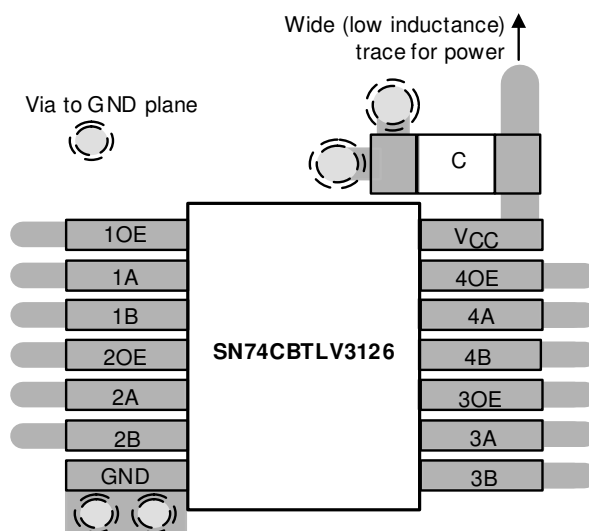 Wide (low inductance)
trace for power
Via to GND plane
C
1OE
1A
1B
2OE
2A
2B
GND
SN74CBTLV3126
VCC
4OE
4A
4B
3OE
3A
3B